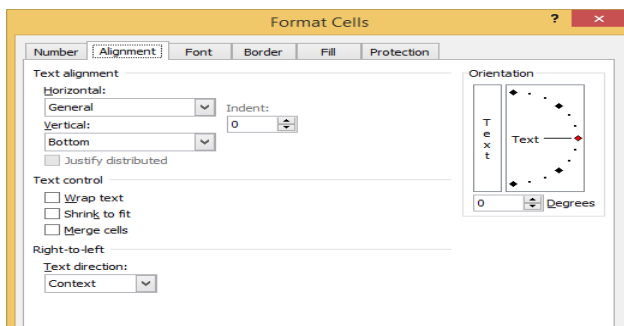 Format Cells
? ×
Number Alignment Font Border Fill Protection
Text alignment
Horizontal:
General
Indent:
Vertical:
0
Bottom
Justify distributed
Text control
Wrap text
Shrink to fit
Merge cells
Right-to-left
Text direction:
Context
Orientation
Text
Text
0 Degrees